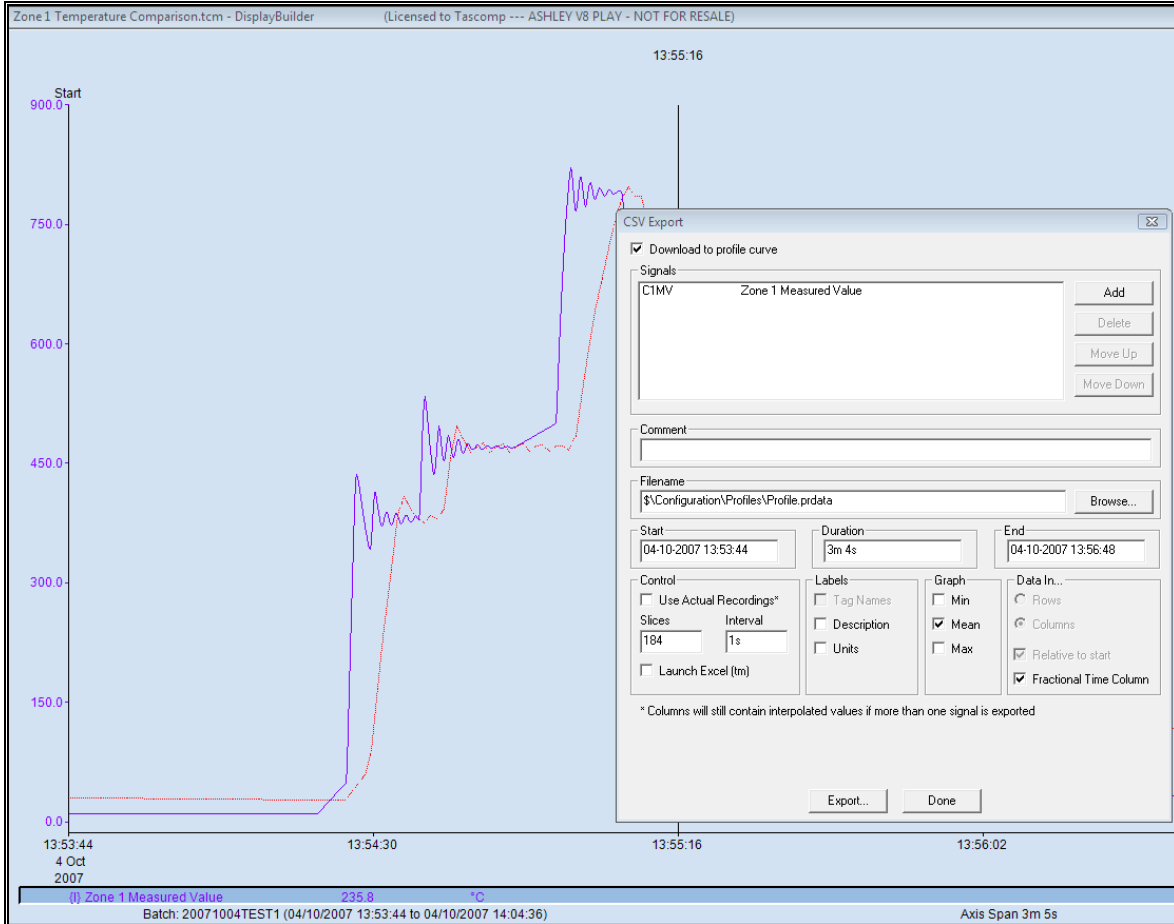 Zone 1 Temperature Comparison.tcm - DisplayBuilder (Licensed to Tascomp --- ASHLEY V8 PLAY - NOT FOR RESALE)
13:55:16
Start
900.0
750.0
600.0
450.0
300.0
150.0
0.0
13:53:44 13:54:30 13:55:16 13:56:02
4 Oct
2007
{I} Zone 1 Measured Value 235.8 °C
Batch: 20071004TEST1 (04/10/2007 13:53:44 to 04/10/2007 14:04:36) Axis Span 3m 5s
CSV Export
Download to profile curve
Signals
C1MV Zone 1 Measured Value
Add
Delete
Move Up
Move Down
Comment
Filename
$\Configuration\Profiles\Profile.prdata Browse...
Start Duration End
04-10-2007 13:53:44 3m 4s 04-10-2007 13:56:48
Control Labels Graph Data In...
Use Actual Recordings* Tag Names Min Rows
Slices Interval Description Mean Columns
184 1s Units Max Relative to start
Launch Excel (tm) Fractional Time Column
* Columns will still contain interpolated values if more than one signal is exported
Export... Done